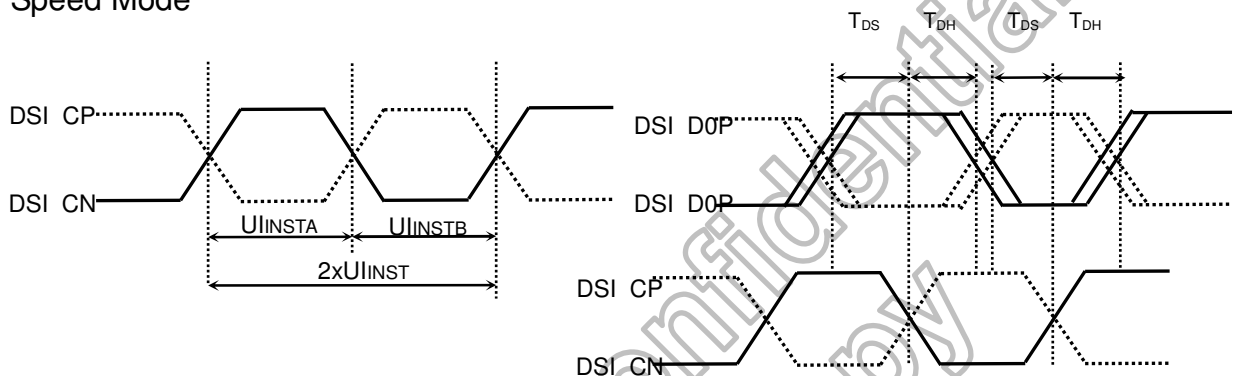 Speed Mode
DSI CP
DSI CN
UIINSTA UIINSTB
2xUIINST
TDS TDH TDS TDH
DSI D0P
DSI D0P
DSI CP
DSI CN
Confidential